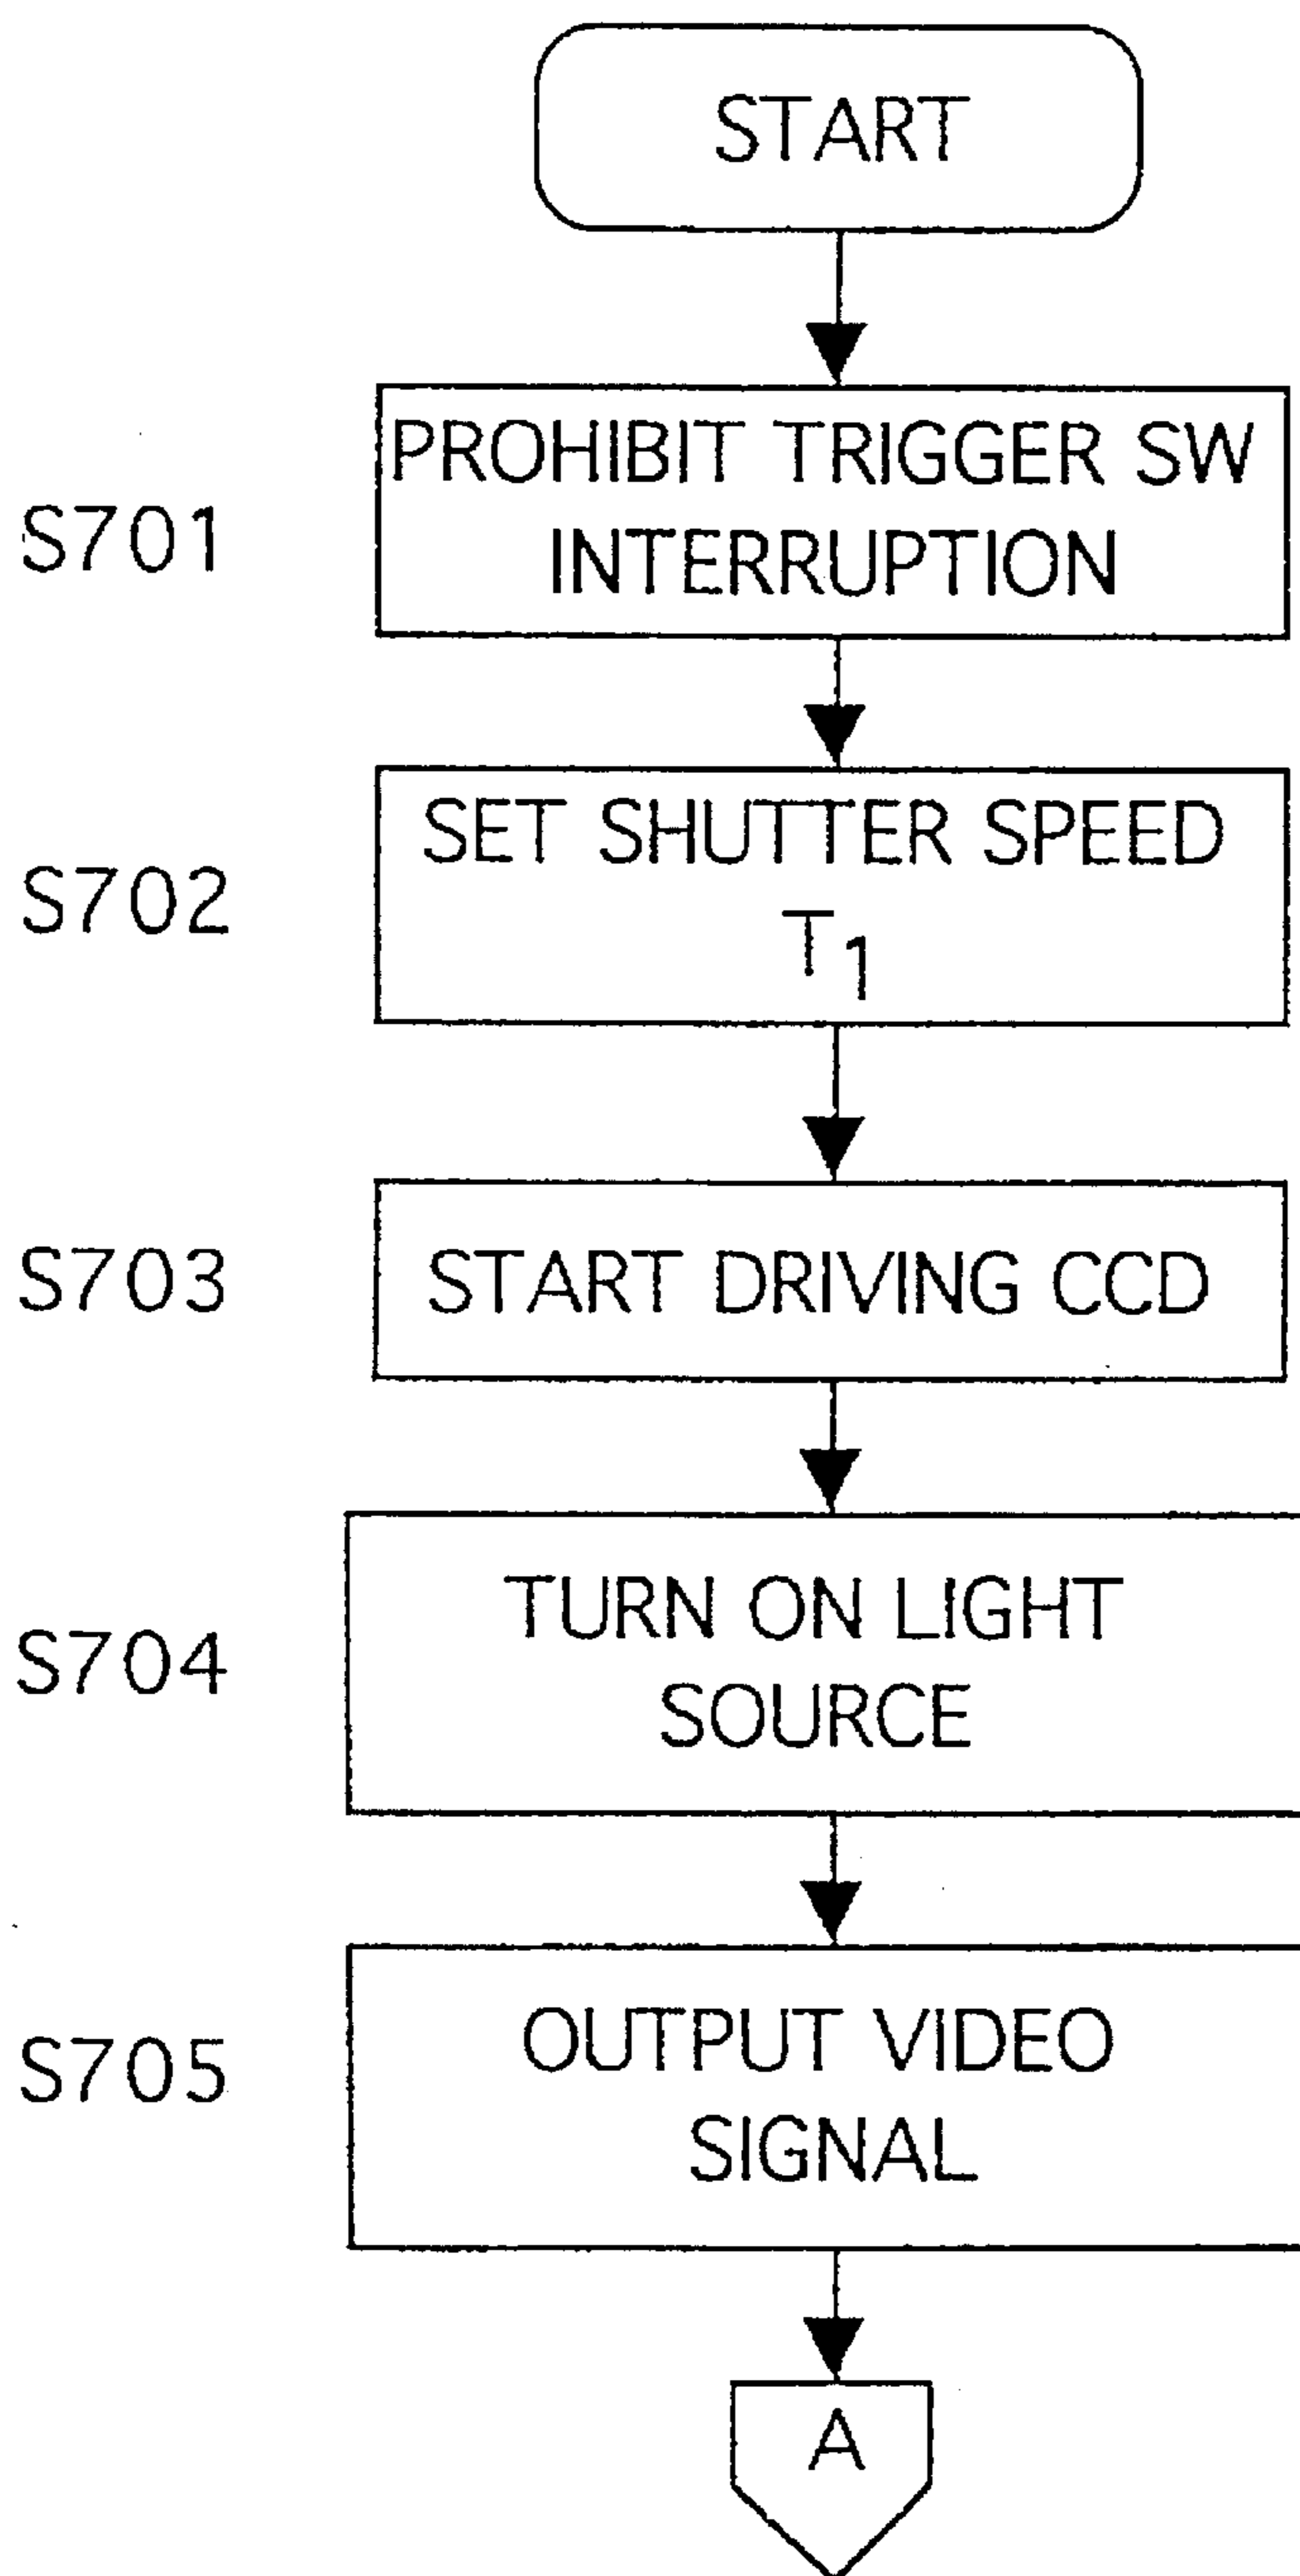 START
PROHIBIT TRIGGER SW
S701
INTERRUPTION
SET SHUTTER SPEED
S702
T1
S703
START DRIVING CCD
TURN ON LIGHT
S704
SOURCE
OUTPUT VIDEO
S705
SIGNAL
A